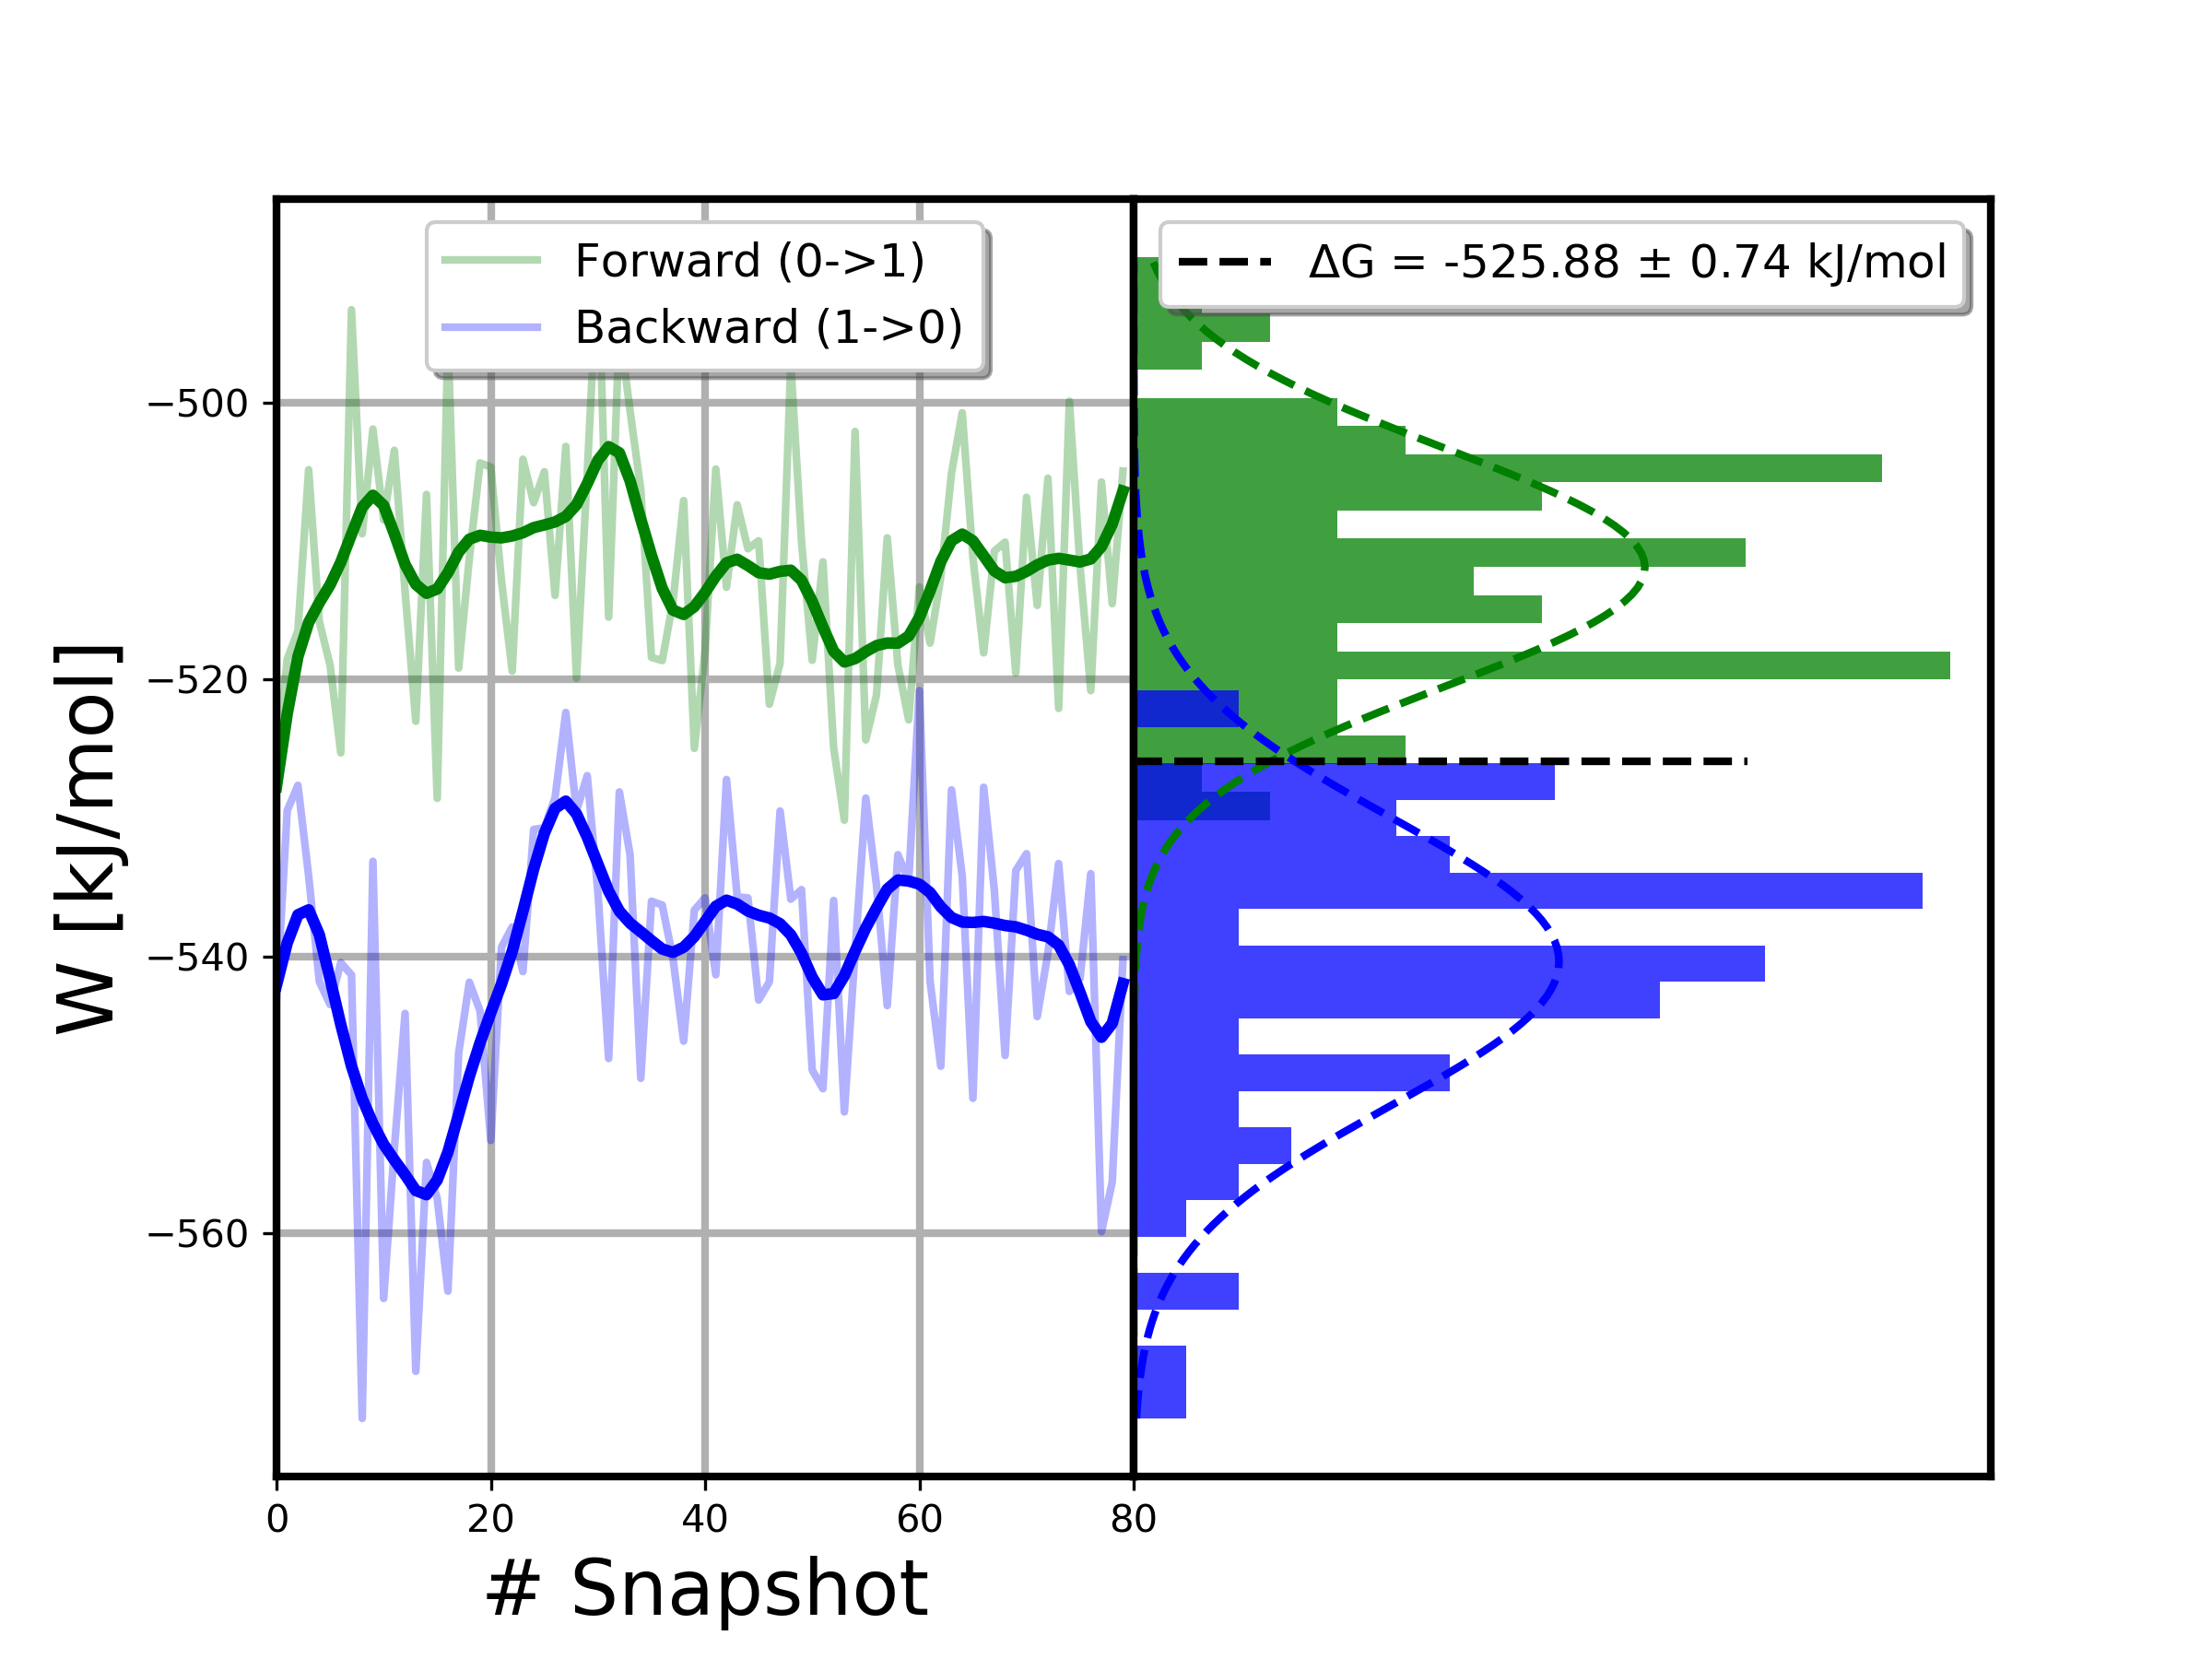 Forward (0->1)
Backward (1->0)
ΔG = -525.88 ± 0.74 kJ/mol
W [kJ/mol]
−500
−520
−540
−560
0 20 40 60 80
# Snapshot